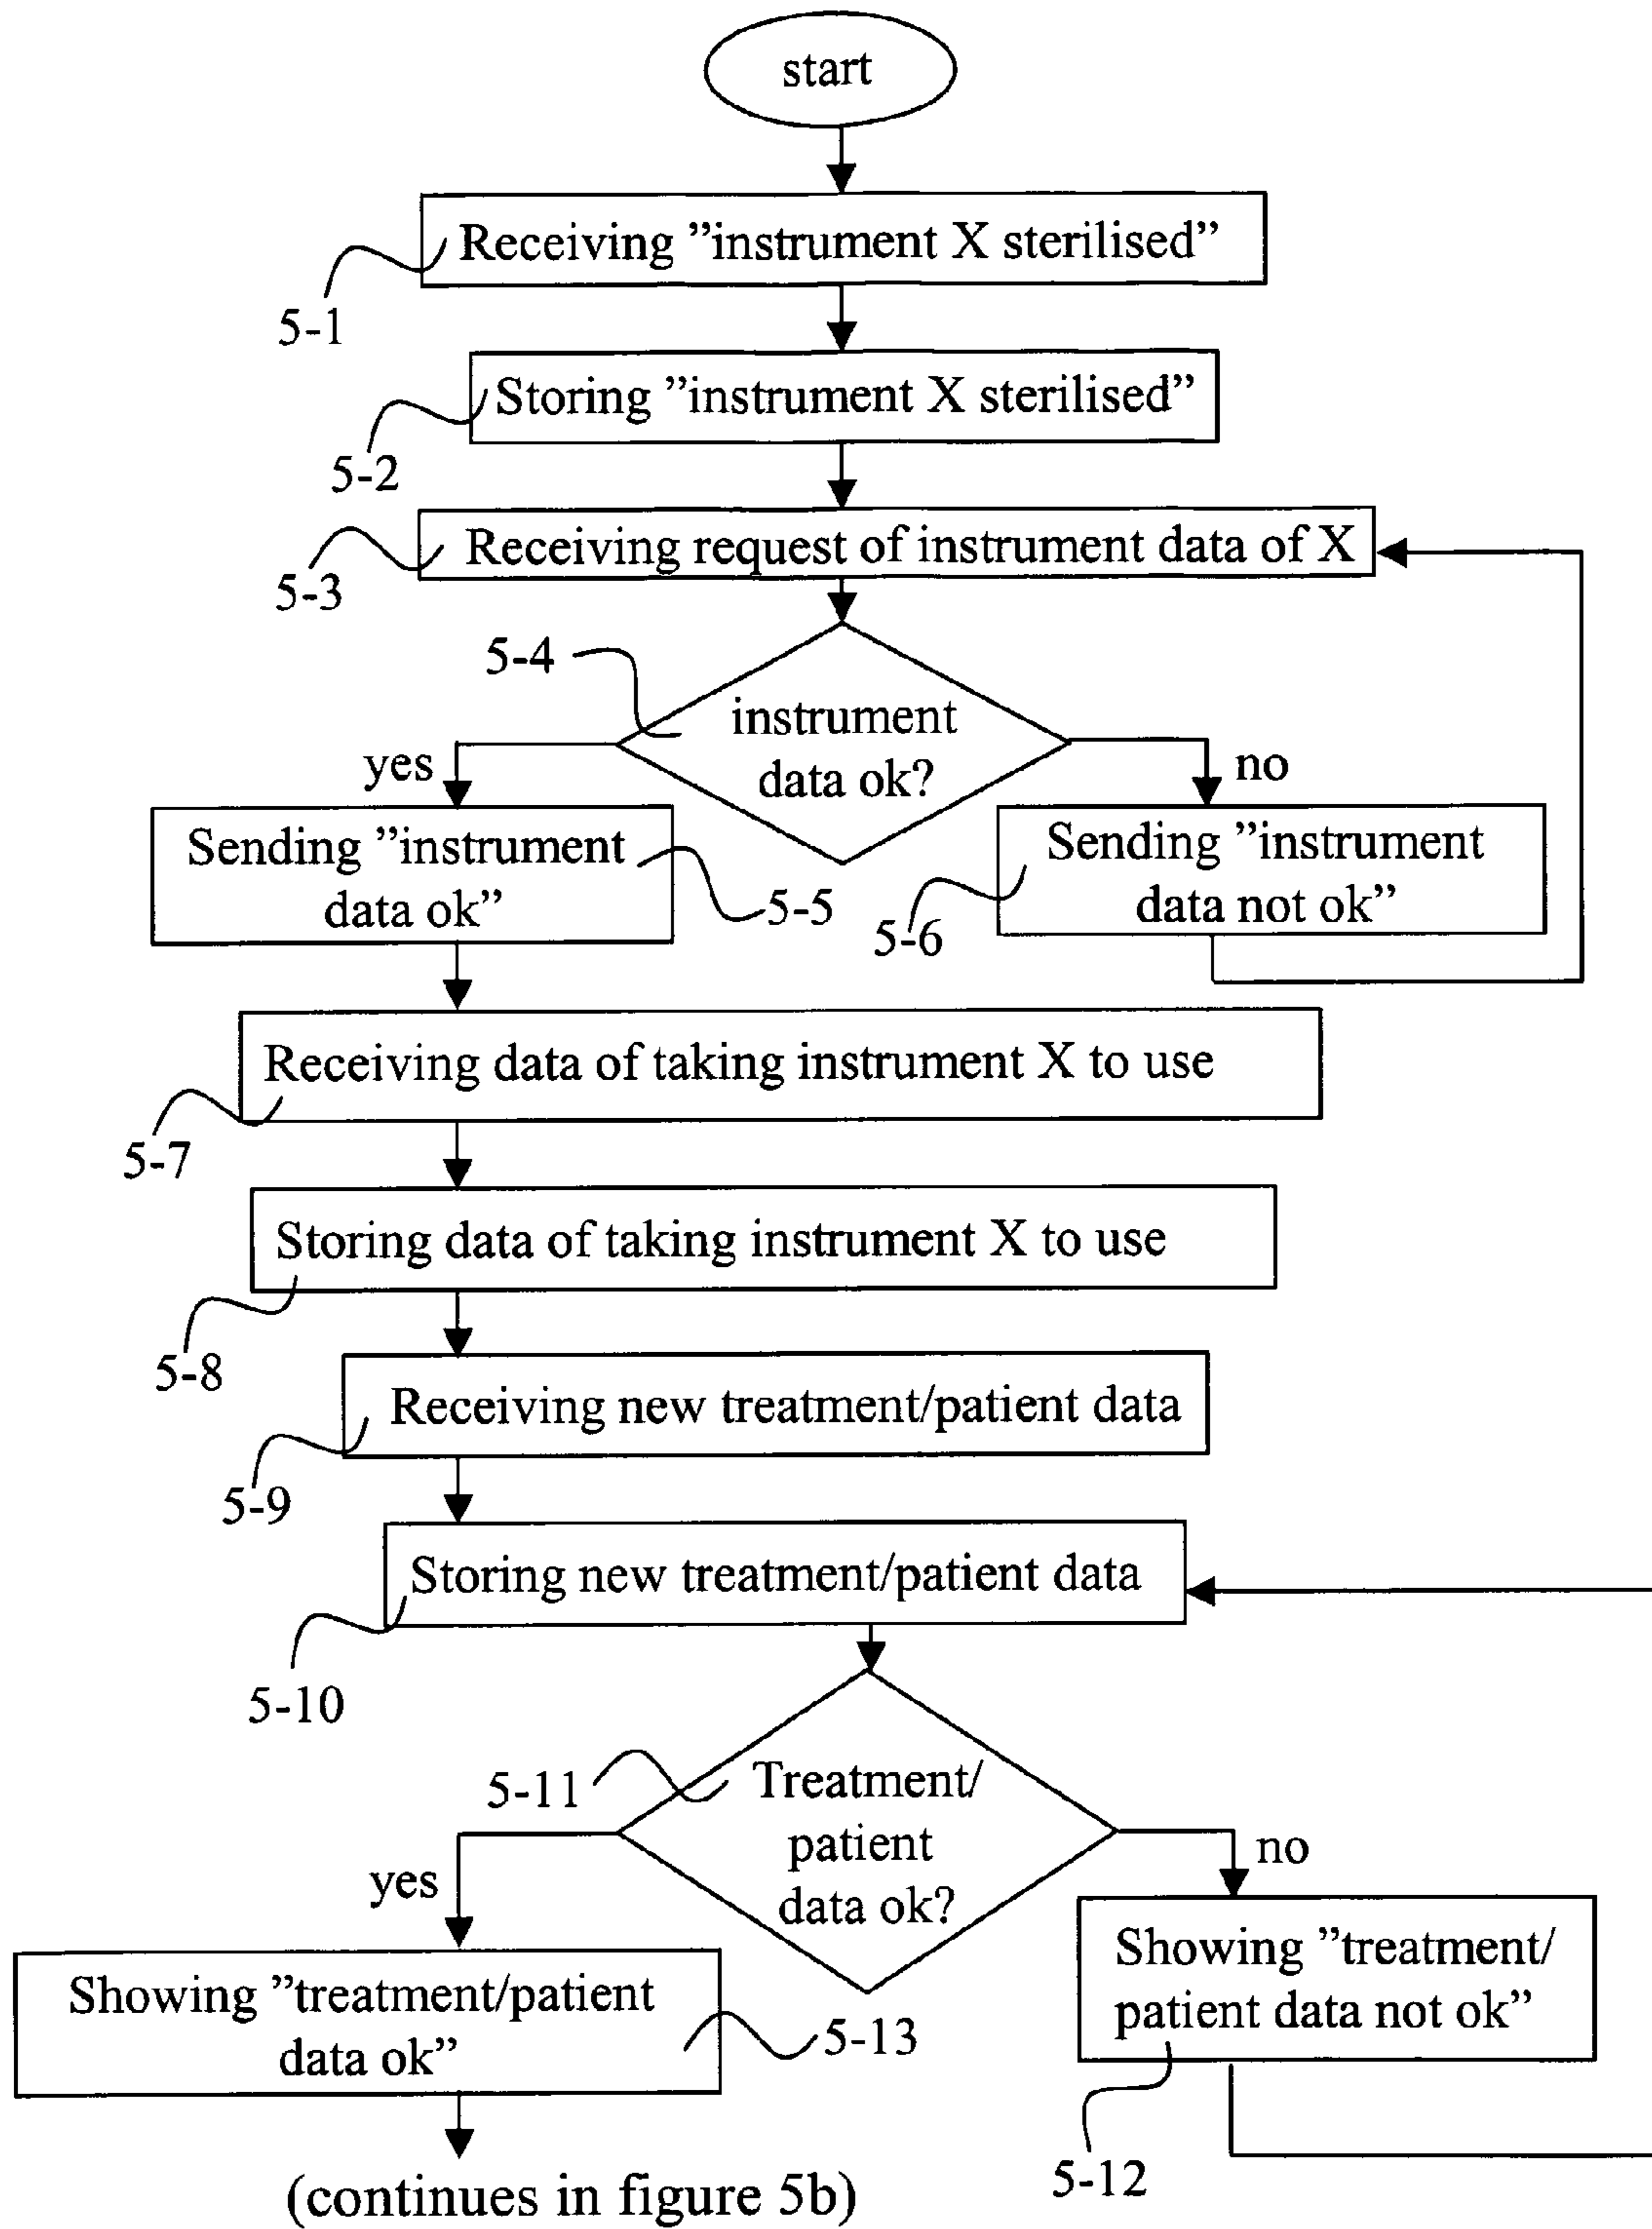 start
Receiving ”instrument X sterilised”
5-1
Storing ”instrument X sterilised”
5-2
Receiving request of instrument data of X
5-3
5-4
instrument
data ok?
yes
no
Sending ”instrument
data ok”
5-5
Sending ”instrument
data not ok”
5-6
Receiving data of taking instrument X to use
5-7
Storing data of taking instrument X to use
5-8
Receiving new treatment/patient data
5-9
Storing new treatment/patient data
5-10
5-11
Treatment/
patient
data ok?
yes
no
Showing ”treatment/patient
data ok”
5-13
Showing ”treatment/
patient data not ok”
5-12
(continues in figure 5b)